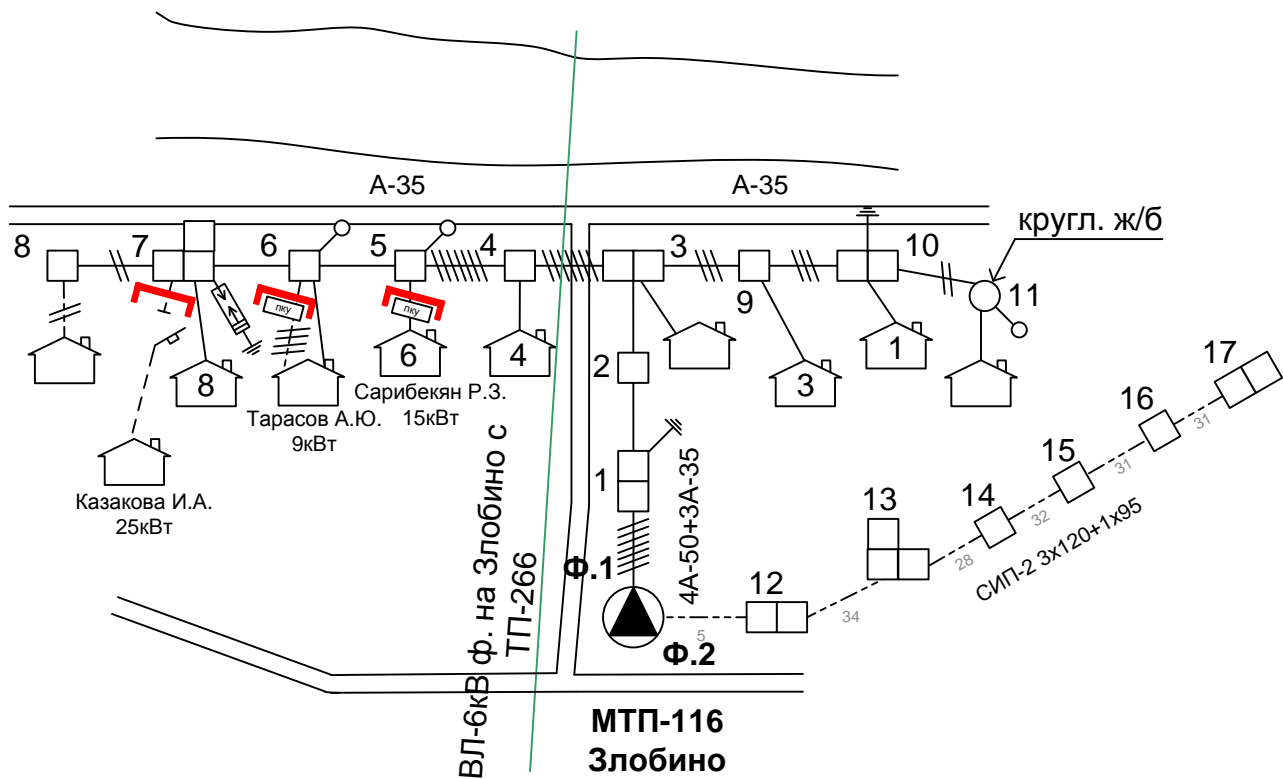 А-35
А-35
кругл. ж/б
8
7
6
5
4
3
10
9
11
пку
пку
8
6
4
3
1
2
17
16
15
14
13
12
1
Сарибекян Р.З.
15кВт
Тарасов А.Ю.
9кВт
Казакова И.А.
25кВт
ВЛ-6кВ ф. на Злобино с
ТП-266
4А-50+3А-35
Ф.1
Ф.2
5
34
28
32
31
31
СИП-2 3х120+1х95
МТП-116
Злобино